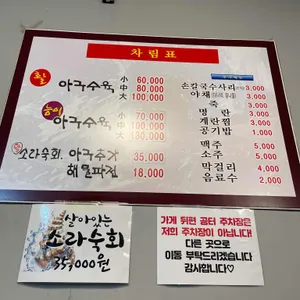 차림표
활 아구수육 小 60,000
中 80,000
大 100,000
아구수육 小 70,000
中 100,000
大 130,000
소라숙회. 아구추가 35,000
해물파전 18,000
손칼국수사리 3,000
야채 3,000
죽 3,000
명란 3,000
계란찜 3,000
공기밥 1,000
맥주 5,000
소주 5,000
막걸리 4,000
음료수 2,000
살아있는
소라숙회
35,000원
가게 뒤편 공터 주차장은
저희 주차장이 아닙니다!
다른 곳으로
이동 부탁드리겠습니다
감사합니다♡